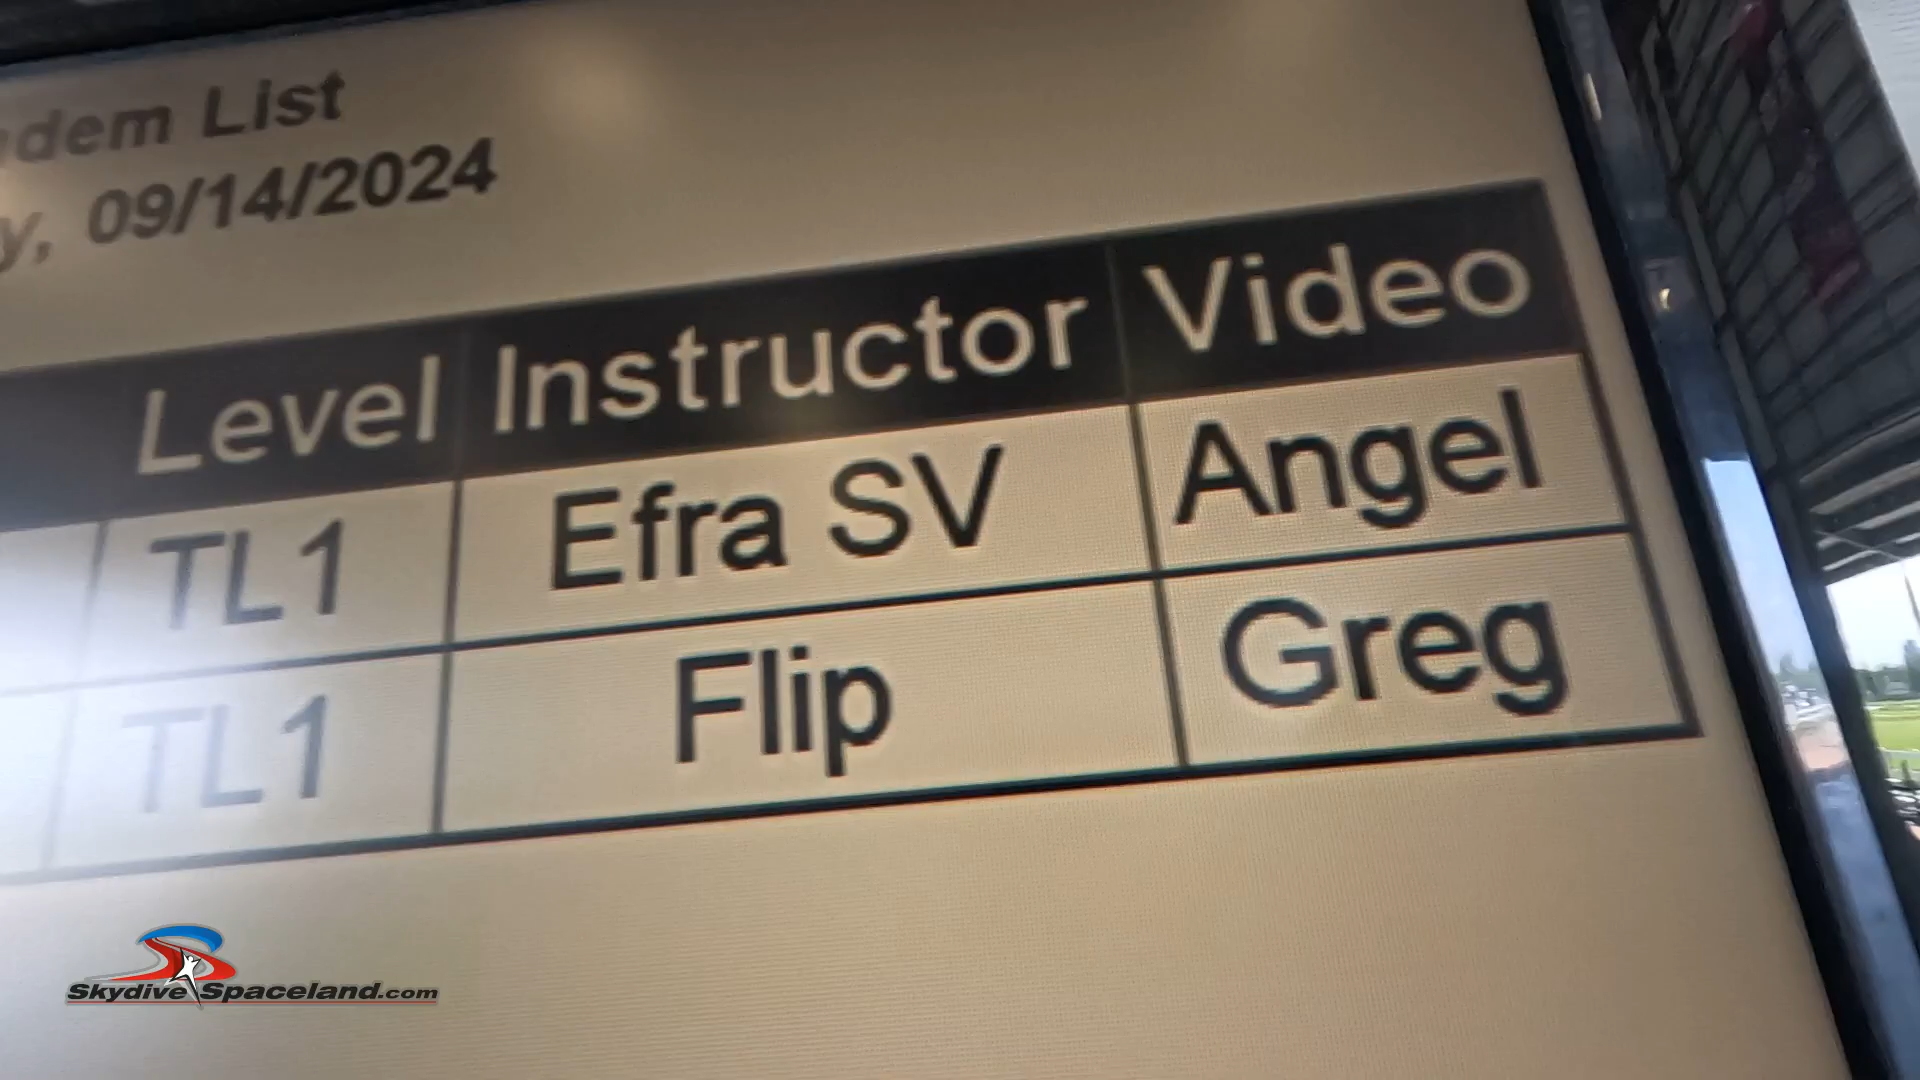 dem List
y, 09/14/2024
Level Instructor Video
TL1 Efra SV Angel
TL1 Flip Greg
SkydiveSpaceland.com